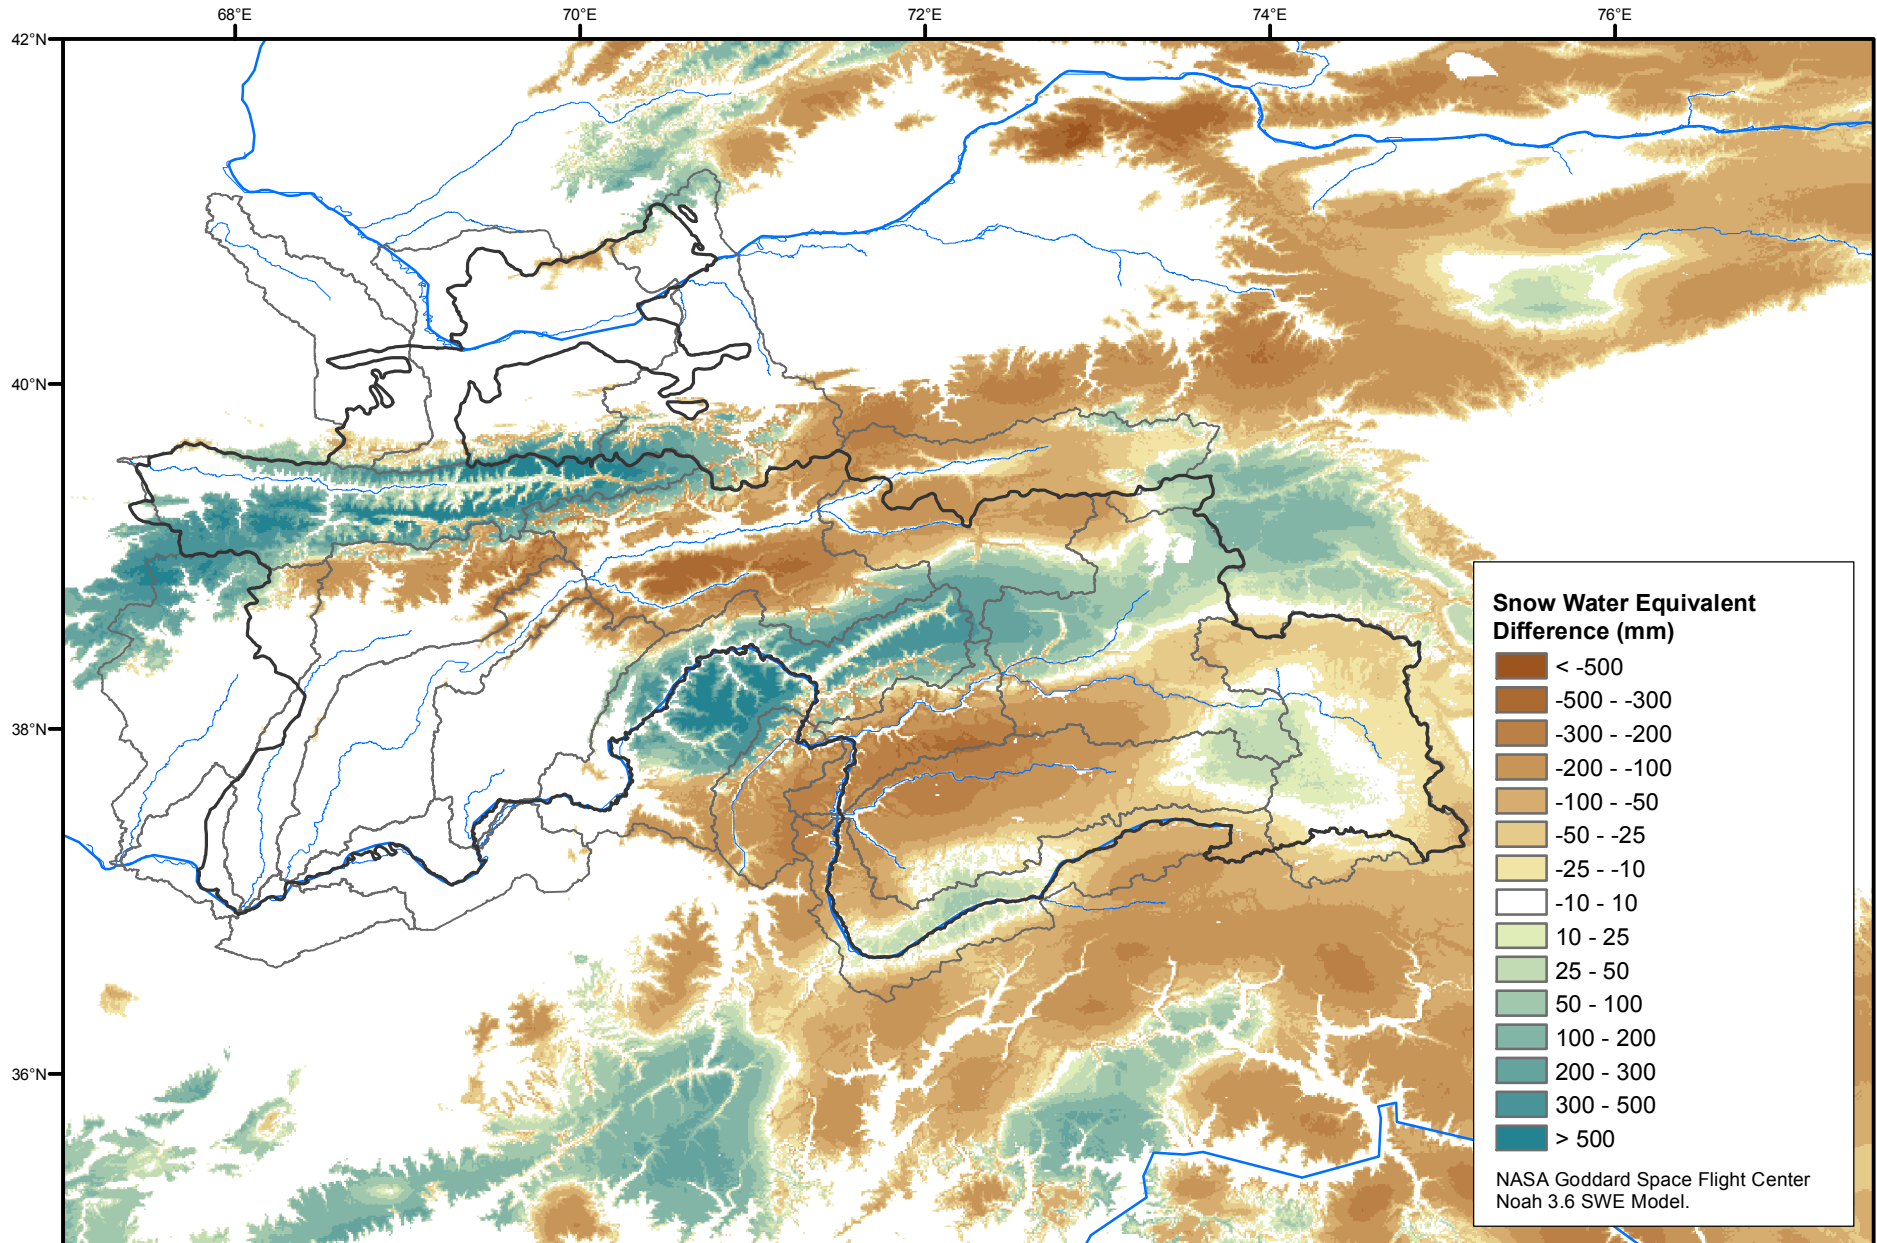 68°E 70°E 72°E 74°E 76°E
42°N
40°N
38°N
36°N
Snow Water Equivalent
Difference (mm)
< -500
-500 - -300
-300 - -200
-200 - -100
-100 - -50
-50 - -25
-25 - -10
-10 - 10
10 - 25
25 - 50
50 - 100
100 - 200
200 - 300
300 - 500
> 500
NASA Goddard Space Flight Center
Noah 3.6 SWE Model.